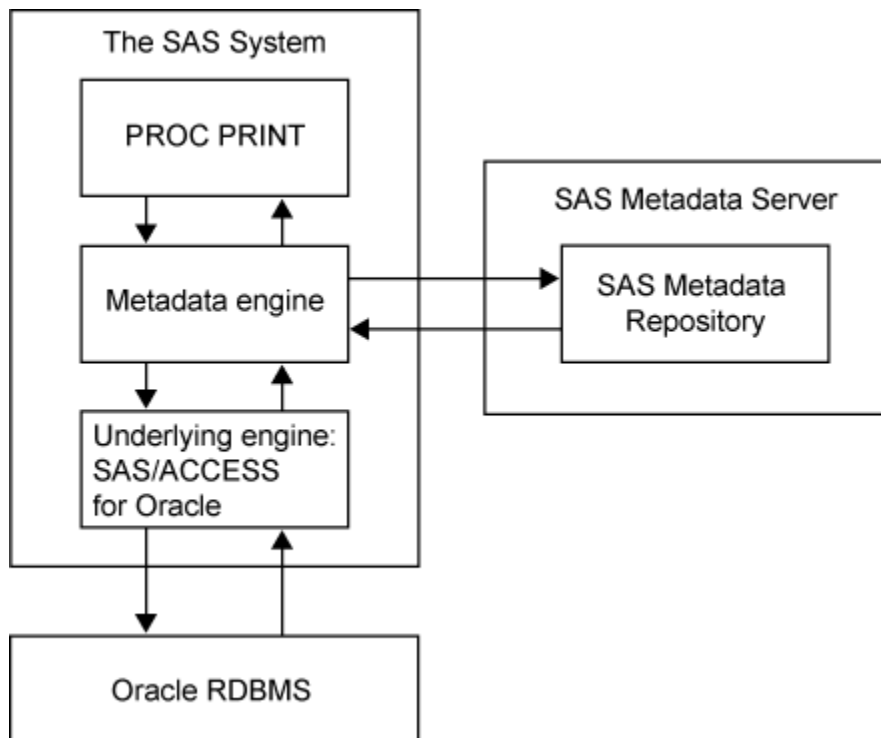 The SAS System
PROC PRINT
Metadata engine
Underlying engine:
SAS/ACCESS
for Oracle
Oracle RDBMS
SAS Metadata Server
SAS Metadata
Repository